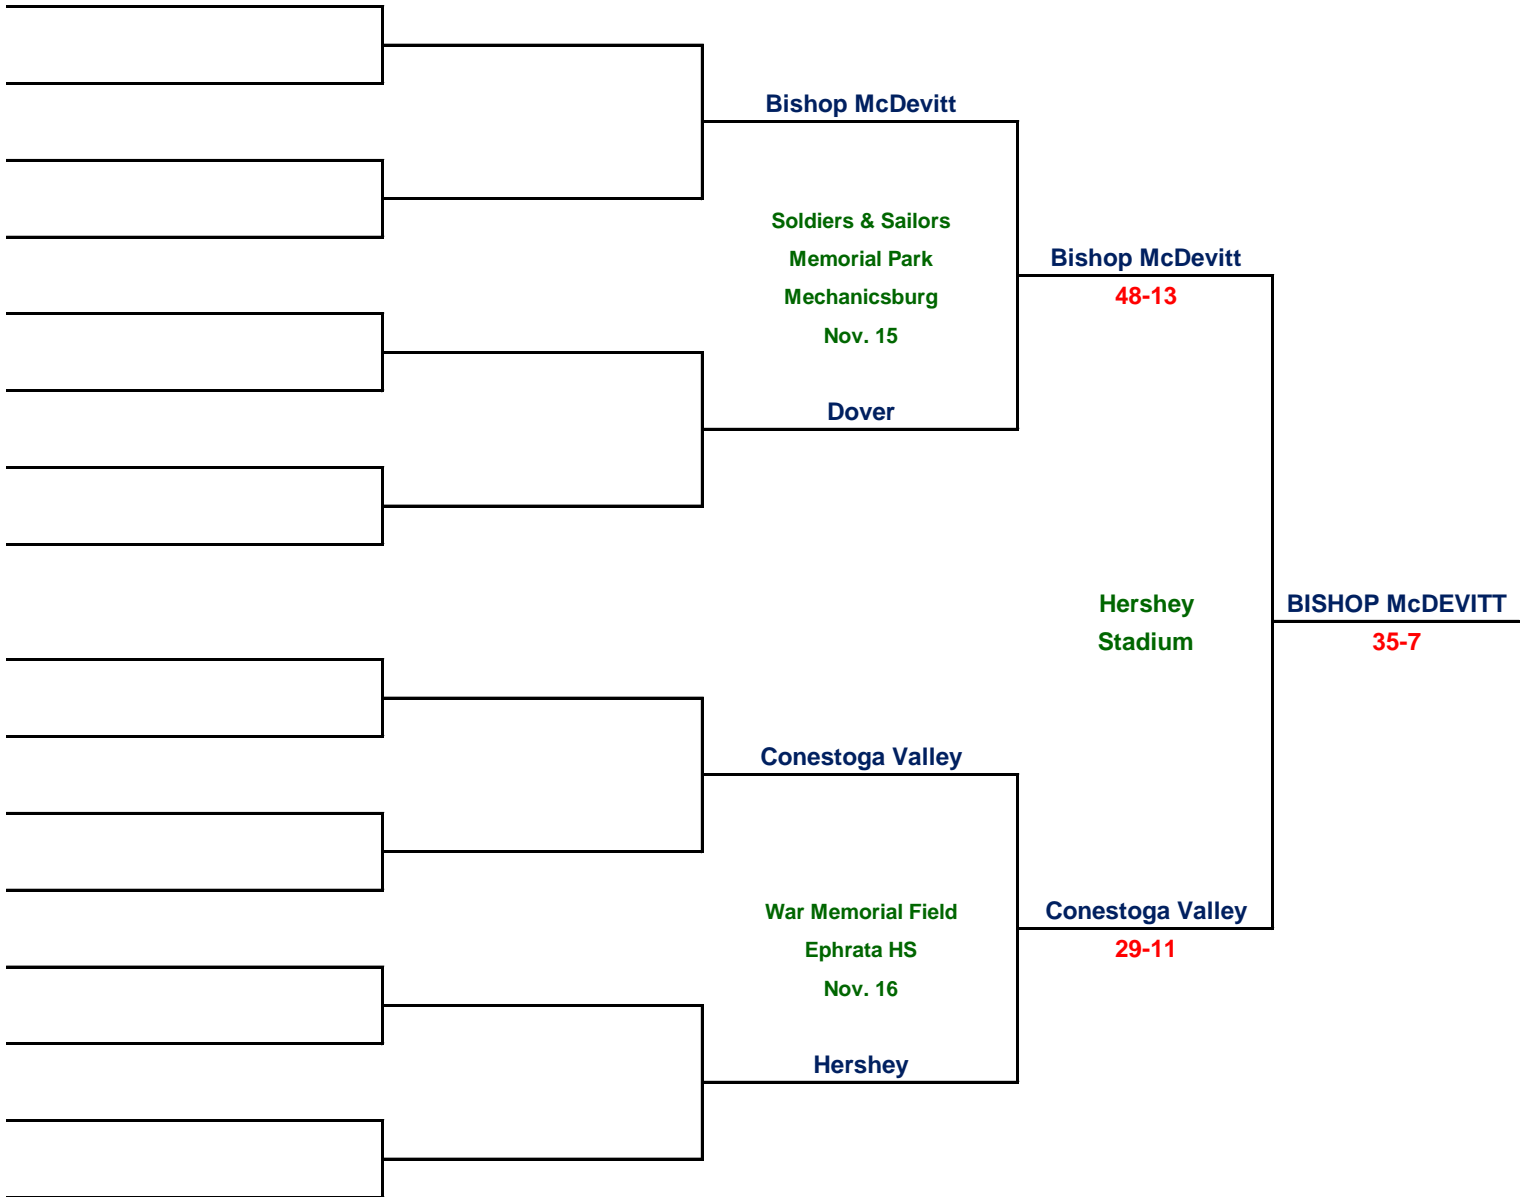 Bishop McDevitt
Soldiers & Sailors
Memorial Park
Mechanicsburg
Nov. 15
Bishop McDevitt
48-13
Dover
Hershey
Stadium
BISHOP McDEVITT
35-7
Conestoga Valley
War Memorial Field
Ephrata HS
Nov. 16
Conestoga Valley
29-11
Hershey